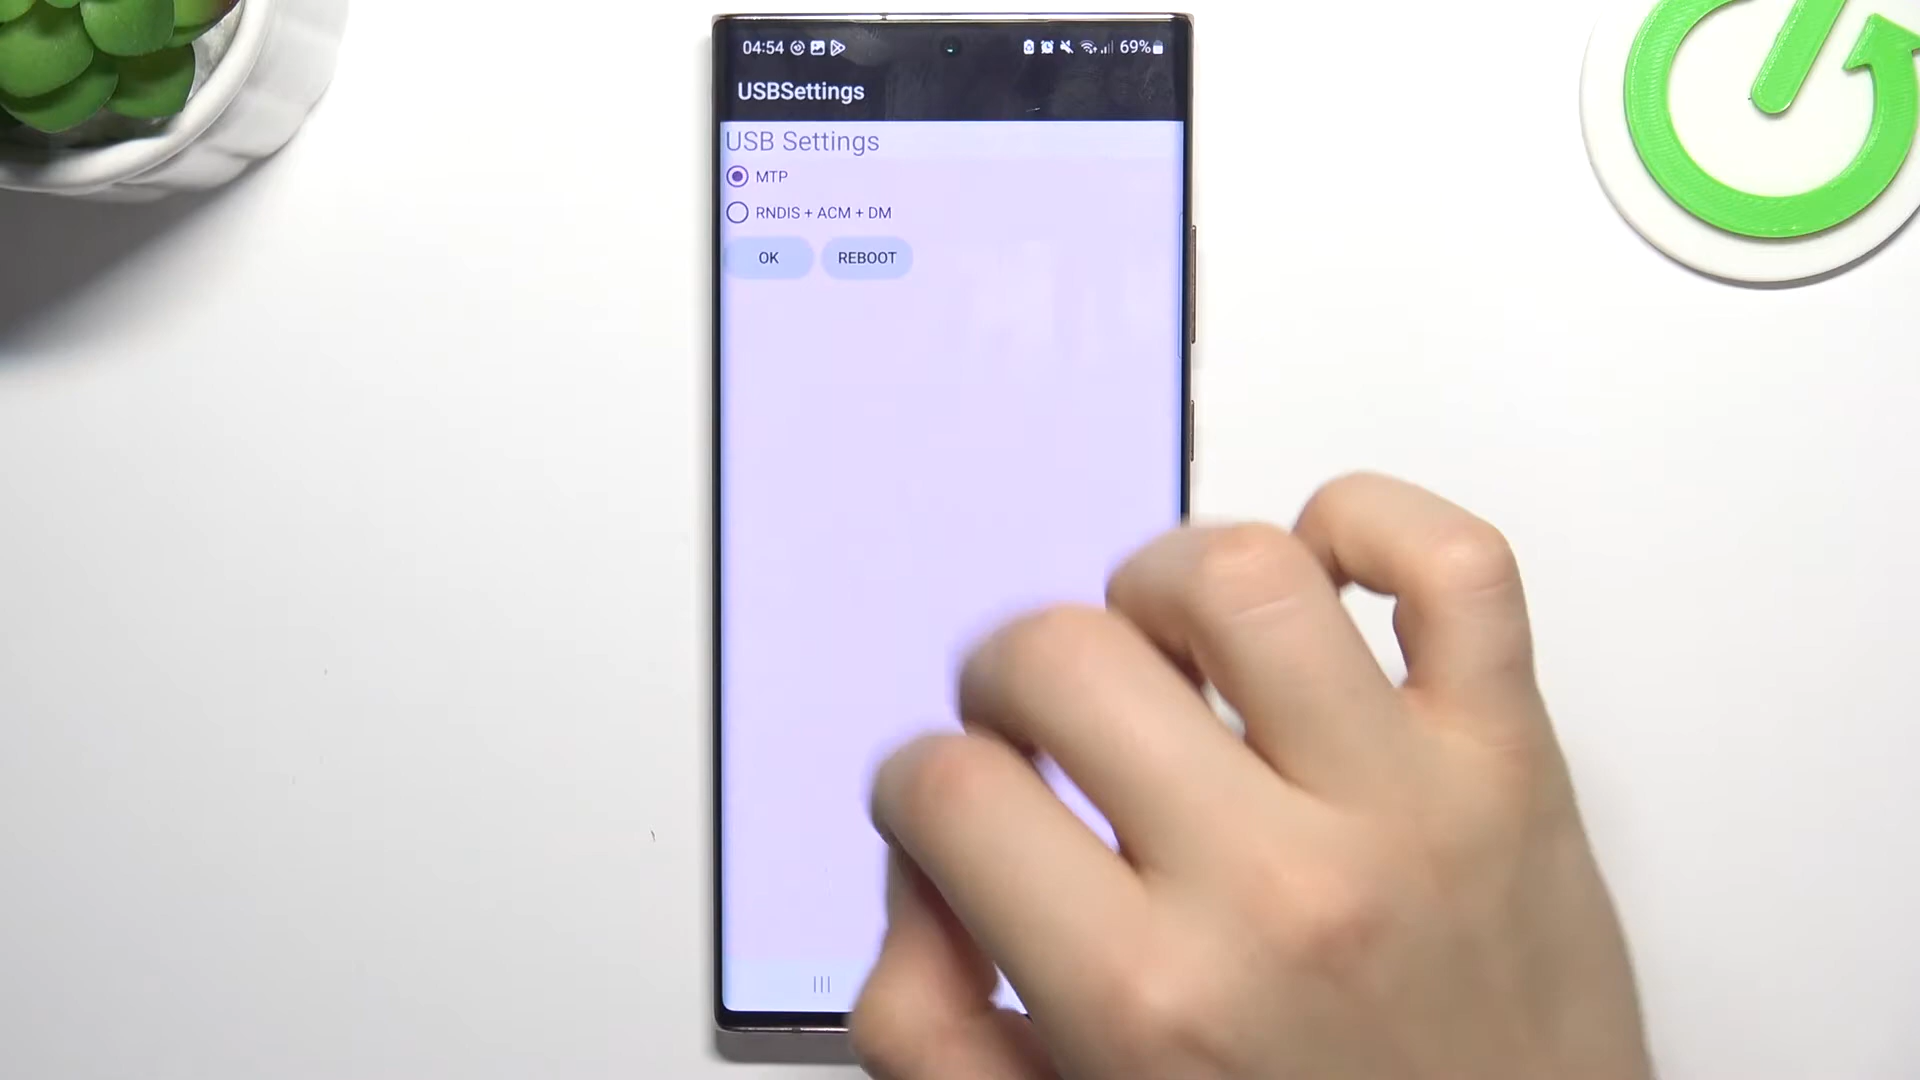 04:54 69%
USBSettings
USB Settings
MTP
RNDIS + ACM + DM
OK REBOOT